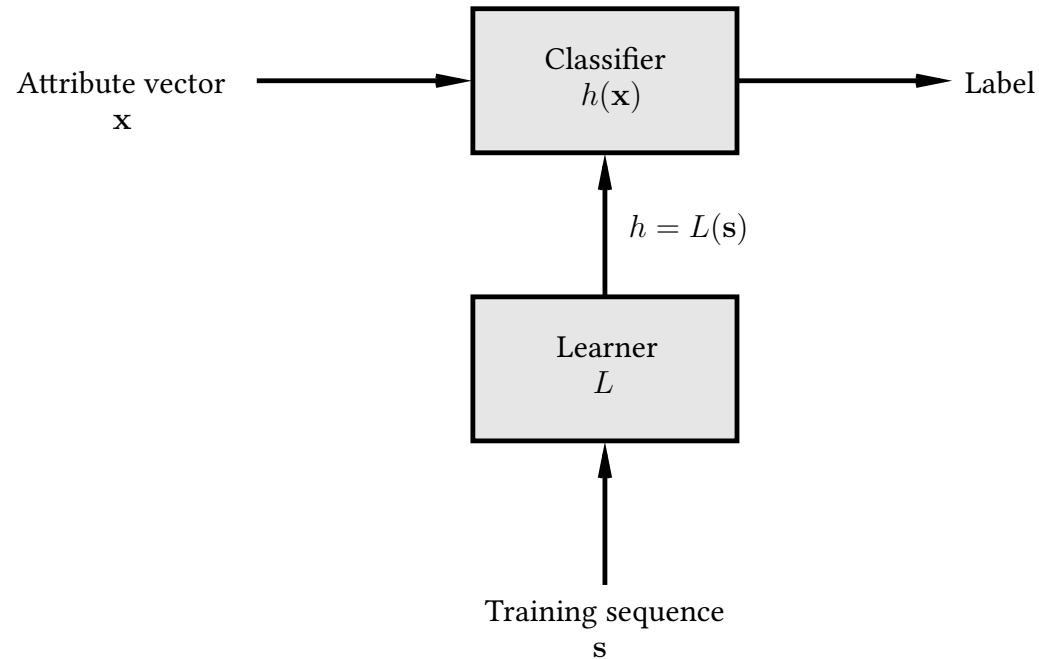 Classifier
h(x)
Attribute vector
x
Label
h = L(s)
Learner
L
Training sequence
s